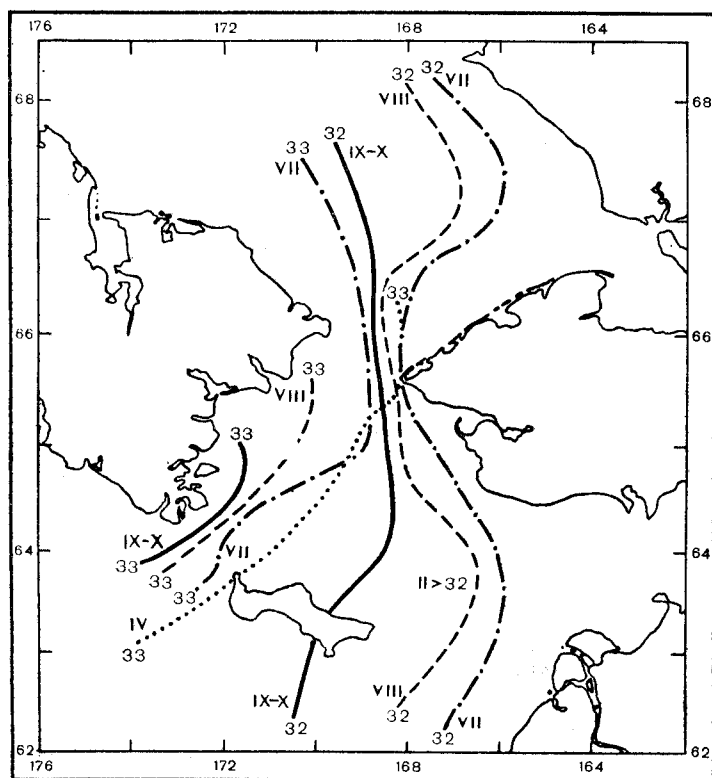 176 172 168 164
68 68
32 32 VII
VIII
33 32 IX-X
VII
33
66 66
33
VIII
33
IX-X
64 64
33
33 VII
33 II>32
IV
33
VIII
IX-X 32
32 32 VII
62 62
176 172 168 164